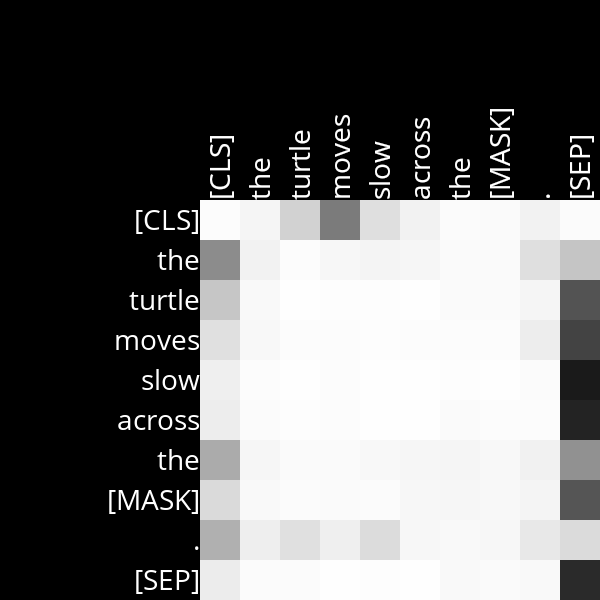 [CLS] the turtle moves slow across the [MASK] . [SEP]
[CLS]
the
turtle
moves
slow
across
the
[MASK]
.
[SEP]